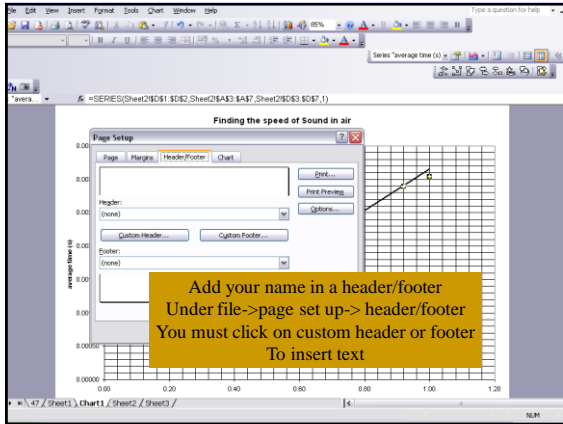 File Edit View Insert Format Tools Chart Window Help
Type a question for help
85%
Series "average time (s)
"avera...
fx =SERIES(Sheet2!$D$1:$D$2,Sheet2!$A$3:$A$7,Sheet2!$D$3:$D$7,1)
Finding the speed of Sound in air
Page Setup
Page Margins Header/Footer Chart
Print...
Print Preview
Options...
Header:
(none)
Custom Header... Custom Footer...
Footer:
(none)
average time (s)
Add your name in a header/footer
Under file->page set up-> header/footer
You must click on custom header or footer
To insert text
0.00050
0.00000
0.00 0.20 0.40 0.60 0.80 1.00 1.20
47 / Sheet1 \ Chart1 / Sheet2 / Sheet3 /
NUM